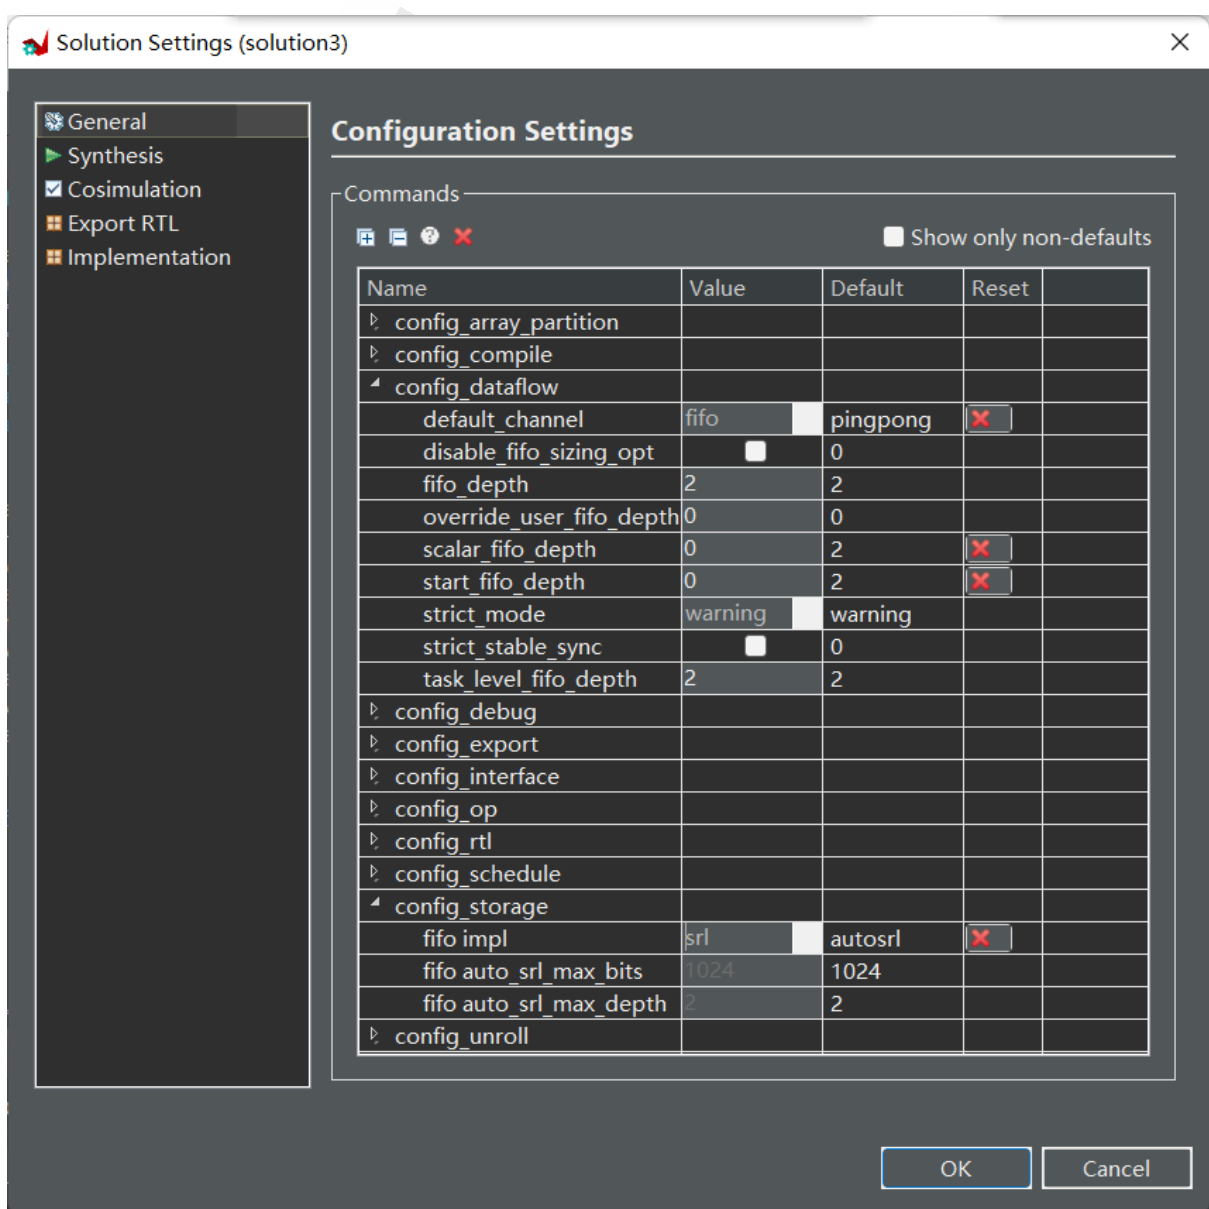 Solution Settings (solution3)
General
Synthesis
Cosimulation
Export RTL
Implementation
Configuration Settings
Commands
Show only non-defaults
Name Value Default Reset
config_array_partition
config_compile
config_dataflow
default_channel fifo pingpong
disable_fifo_sizing_opt 0
fifo_depth 2 2
override_user_fifo_depth 0 0
scalar_fifo_depth 0 2
start_fifo_depth 0 2
strict_mode warning warning
strict_stable_sync 0
task_level_fifo_depth 2 2
config_debug
config_export
config_interface
config_op
config_rtl
config_schedule
config_storage
fifo impl srl autosrl
fifo auto_srl_max_bits 1024 1024
fifo auto_srl_max_depth 2 2
config_unroll
OK Cancel